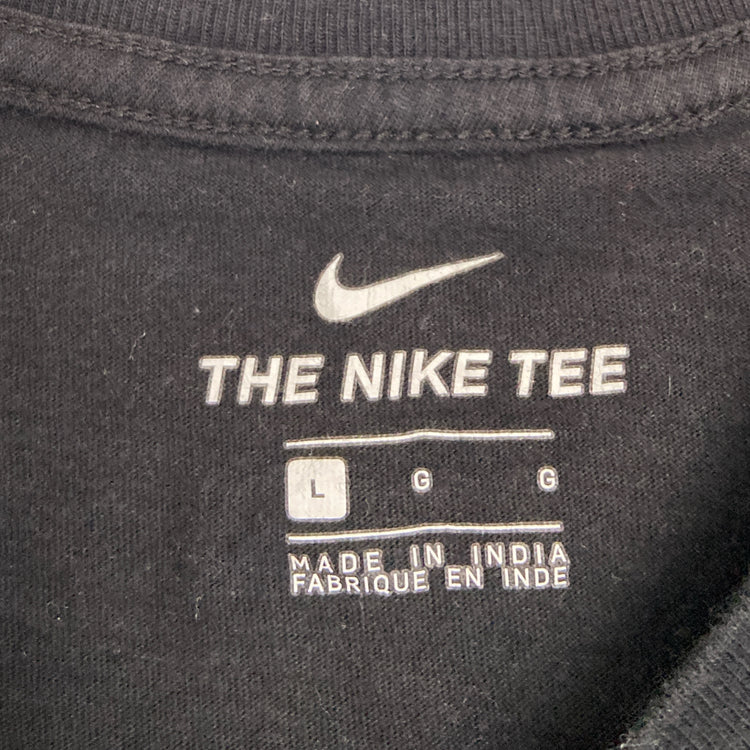 THE NIKE TEE
L G G
MADE IN INDIA
FABRIQUE EN INDE